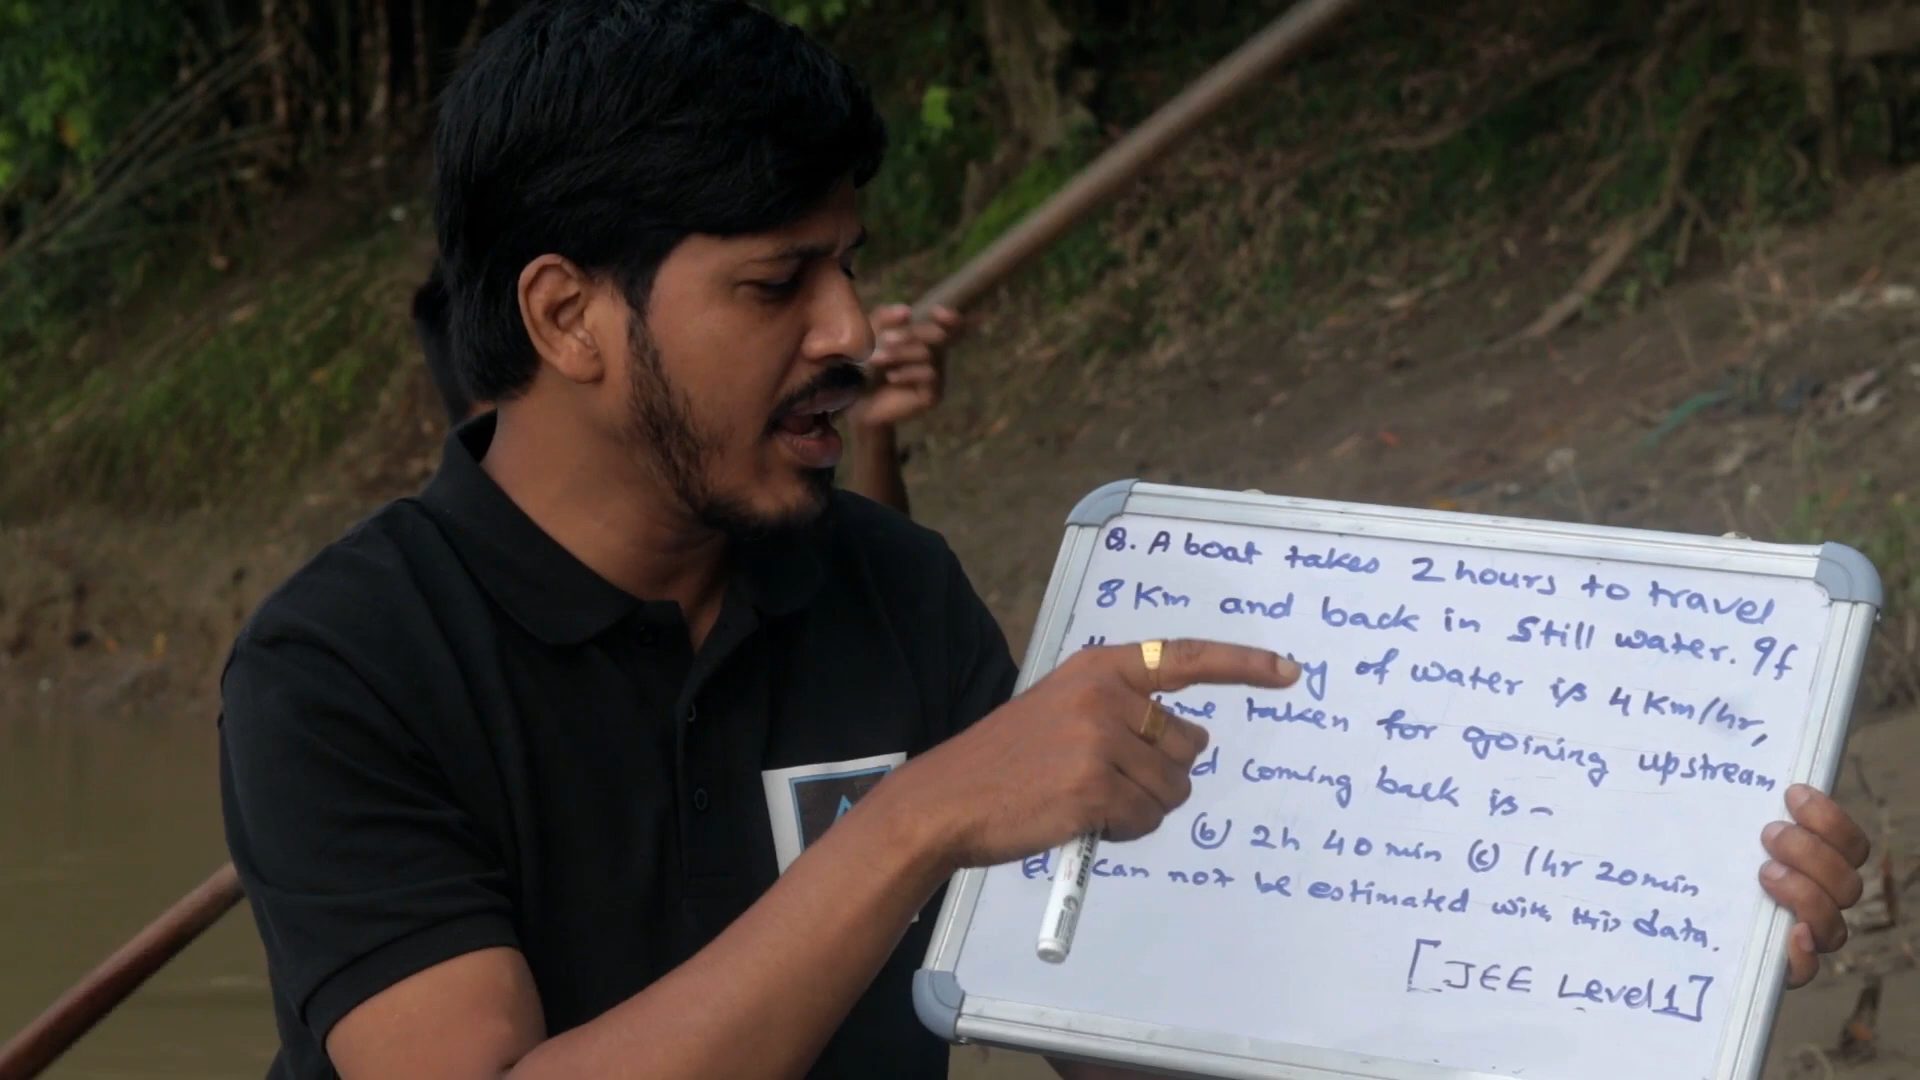 Q. A boat takes 2 hours to travel
8 Km and back in Still water. If
of water is 4 Km/hr,
taken for goining upstream
coming back is -
(b) 2h 40 min (c) 1hr 20min
d. can not be estimated with this data.
[JEE Level 1]